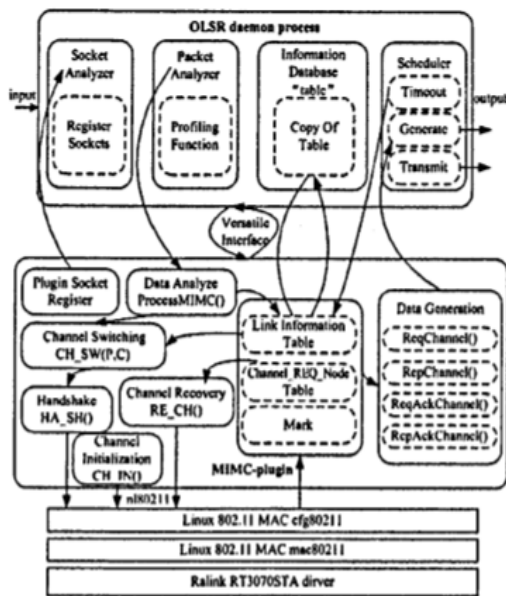 OLSR daemon process
Socket
Analyzer
Register
Sockets
Packet
Analyzer
Profiling
Function
Information
Database
"table"
Copy Of
Table
Scheduler
Timeout
Generate
Transmit
input
output
Versatile
Interface
Plugin Socket
Register
Data Analyze
ProcessMIMC()
Channel Switching
CH_SW(P,C)
Handshake
HA_SH()
Channel Recovery
RE_CH()
Channel
Initialization
CH_IN()
Link Information
Table
Channel_REQ_Node
Table
Mark
MIMC-plugin
Data Generation
ReqChannel()
RepChannel()
ReqAckChannel()
RepAckChannel()
nl80211
Linux 802.11 MAC cfg80211
Linux 802.11 MAC mac80211
Ralink RT3070STA dirver